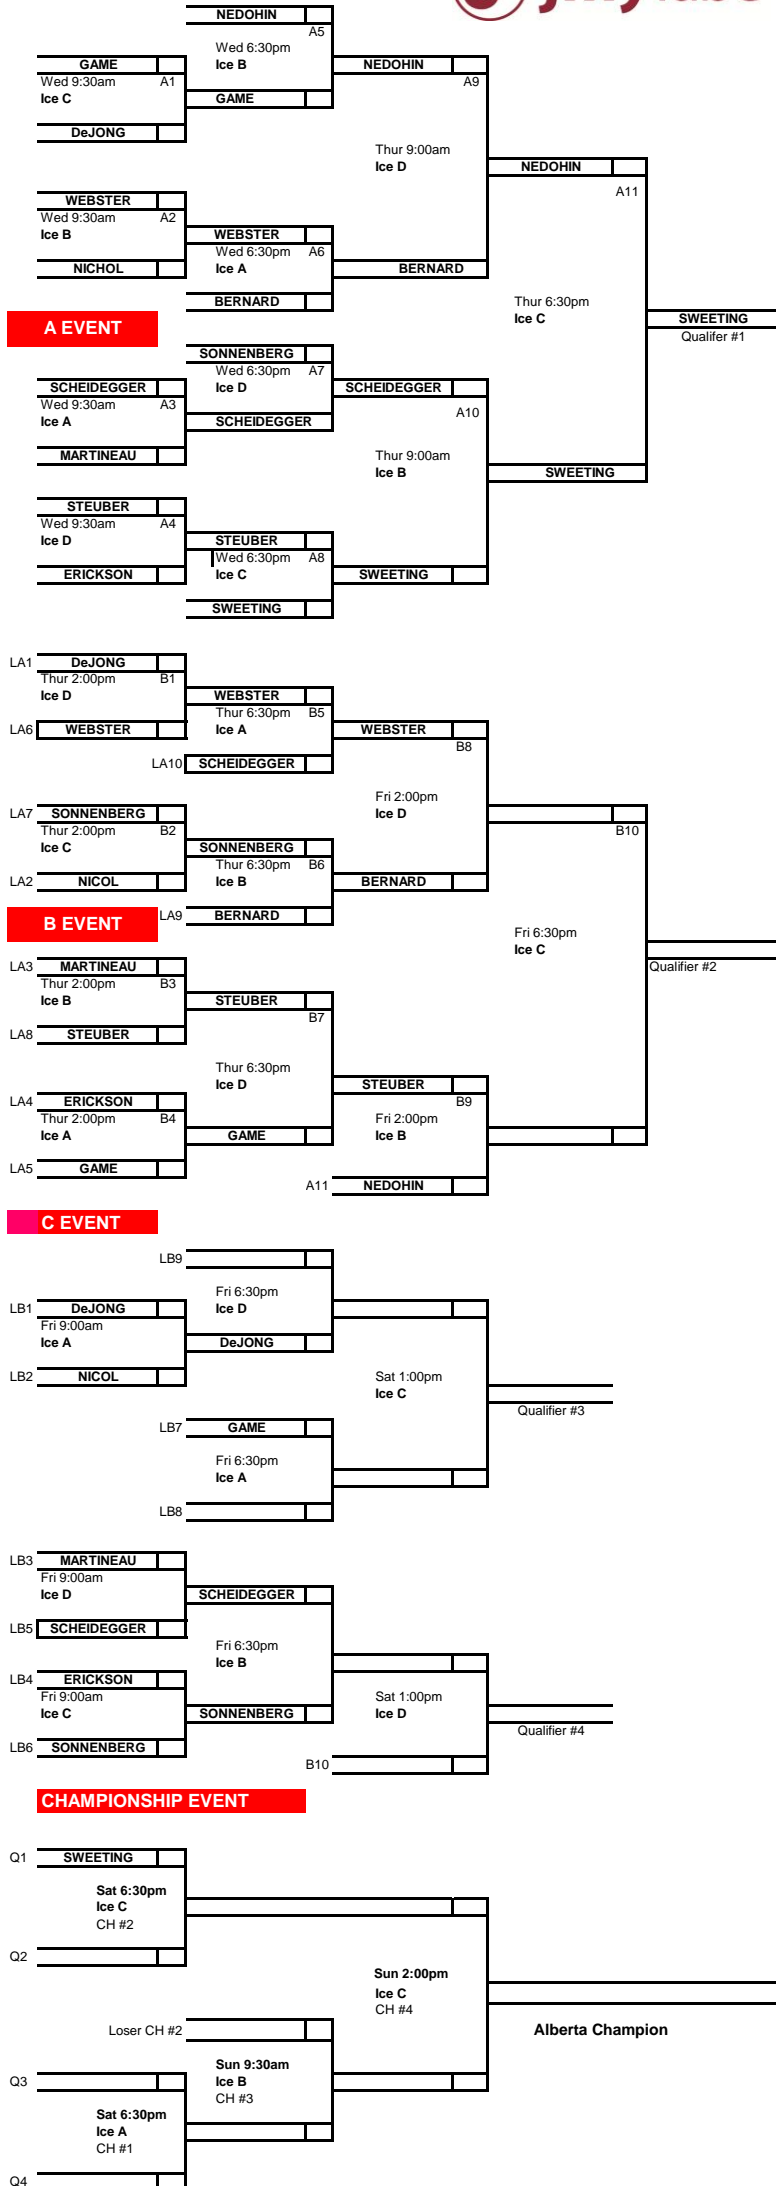 NEDOHIN
A5
Wed 6:30pm
Ice B
GAME
NEDOHIN
Wed 9:30am A1
A9
Ice C
GAME
DeJONG
Thur 9:00am
Ice D
NEDOHIN
A11
WEBSTER
Wed 9:30am A2
Ice B
WEBSTER
Wed 6:30pm A6
NICHOL
Ice A
BERNARD
BERNARD
Thur 6:30pm
Ice C
SWEETING
A EVENT
Qualifer #1
SONNENBERG
Wed 6:30pm A7
SCHEIDEGGER
Ice D
SCHEIDEGGER
Wed 9:30am A3
A10
Ice A
SCHEIDEGGER
MARTINEAU
Thur 9:00am
Ice B
SWEETING
STEUBER
Wed 9:30am A4
Ice D
STEUBER
Wed 6:30pm A8
ERICKSON
Ice C
SWEETING
SWEETING
LA1 DeJONG
Thur 2:00pm B1
Ice D
WEBSTER
Thur 6:30pm B5
LA6 WEBSTER
Ice A
WEBSTER
B8
LA10 SCHEIDEGGER
Fri 2:00pm
Ice D
LA7 SONNENBERG
Thur 2:00pm B2
B10
Ice C
SONNENBERG
Thur 6:30pm B6
LA2 NICOL
Ice B
BERNARD
LA9 BERNARD
B EVENT
Fri 6:30pm
Ice C
Qualifier #2
LA3 MARTINEAU
Thur 2:00pm B3
Ice B
STEUBER
B7
LA8 STEUBER
Thur 6:30pm
Ice D
STEUBER
LA4 ERICKSON
B9
Thur 2:00pm B4
Fri 2:00pm
Ice A
GAME
Ice B
LA5 GAME
A11 NEDOHIN
C EVENT
LB9
Fri 6:30pm
LB1 DeJONG
Ice D
Fri 9:00am
Ice A
DeJONG
LB2 NICOL
Sat 1:00pm
Ice C
Qualifier #3
LB7 GAME
Fri 6:30pm
Ice A
LB8
LB3 MARTINEAU
Fri 9:00am
Ice D
SCHEIDEGGER
LB5 SCHEIDEGGER
Fri 6:30pm
Ice B
LB4 ERICKSON
Fri 9:00am
Sat 1:00pm
Ice C
SONNENBERG
Ice D
Qualifier #4
LB6 SONNENBERG
B10
CHAMPIONSHIP EVENT
Q1 SWEETING
Sat 6:30pm
Ice C
CH #2
Q2
Sun 2:00pm
Ice C
CH #4
Loser CH #2
Alberta Champion
Sun 9:30am
Ice B
Q3
CH #3
Sat 6:30pm
Ice A
CH #1
Q4